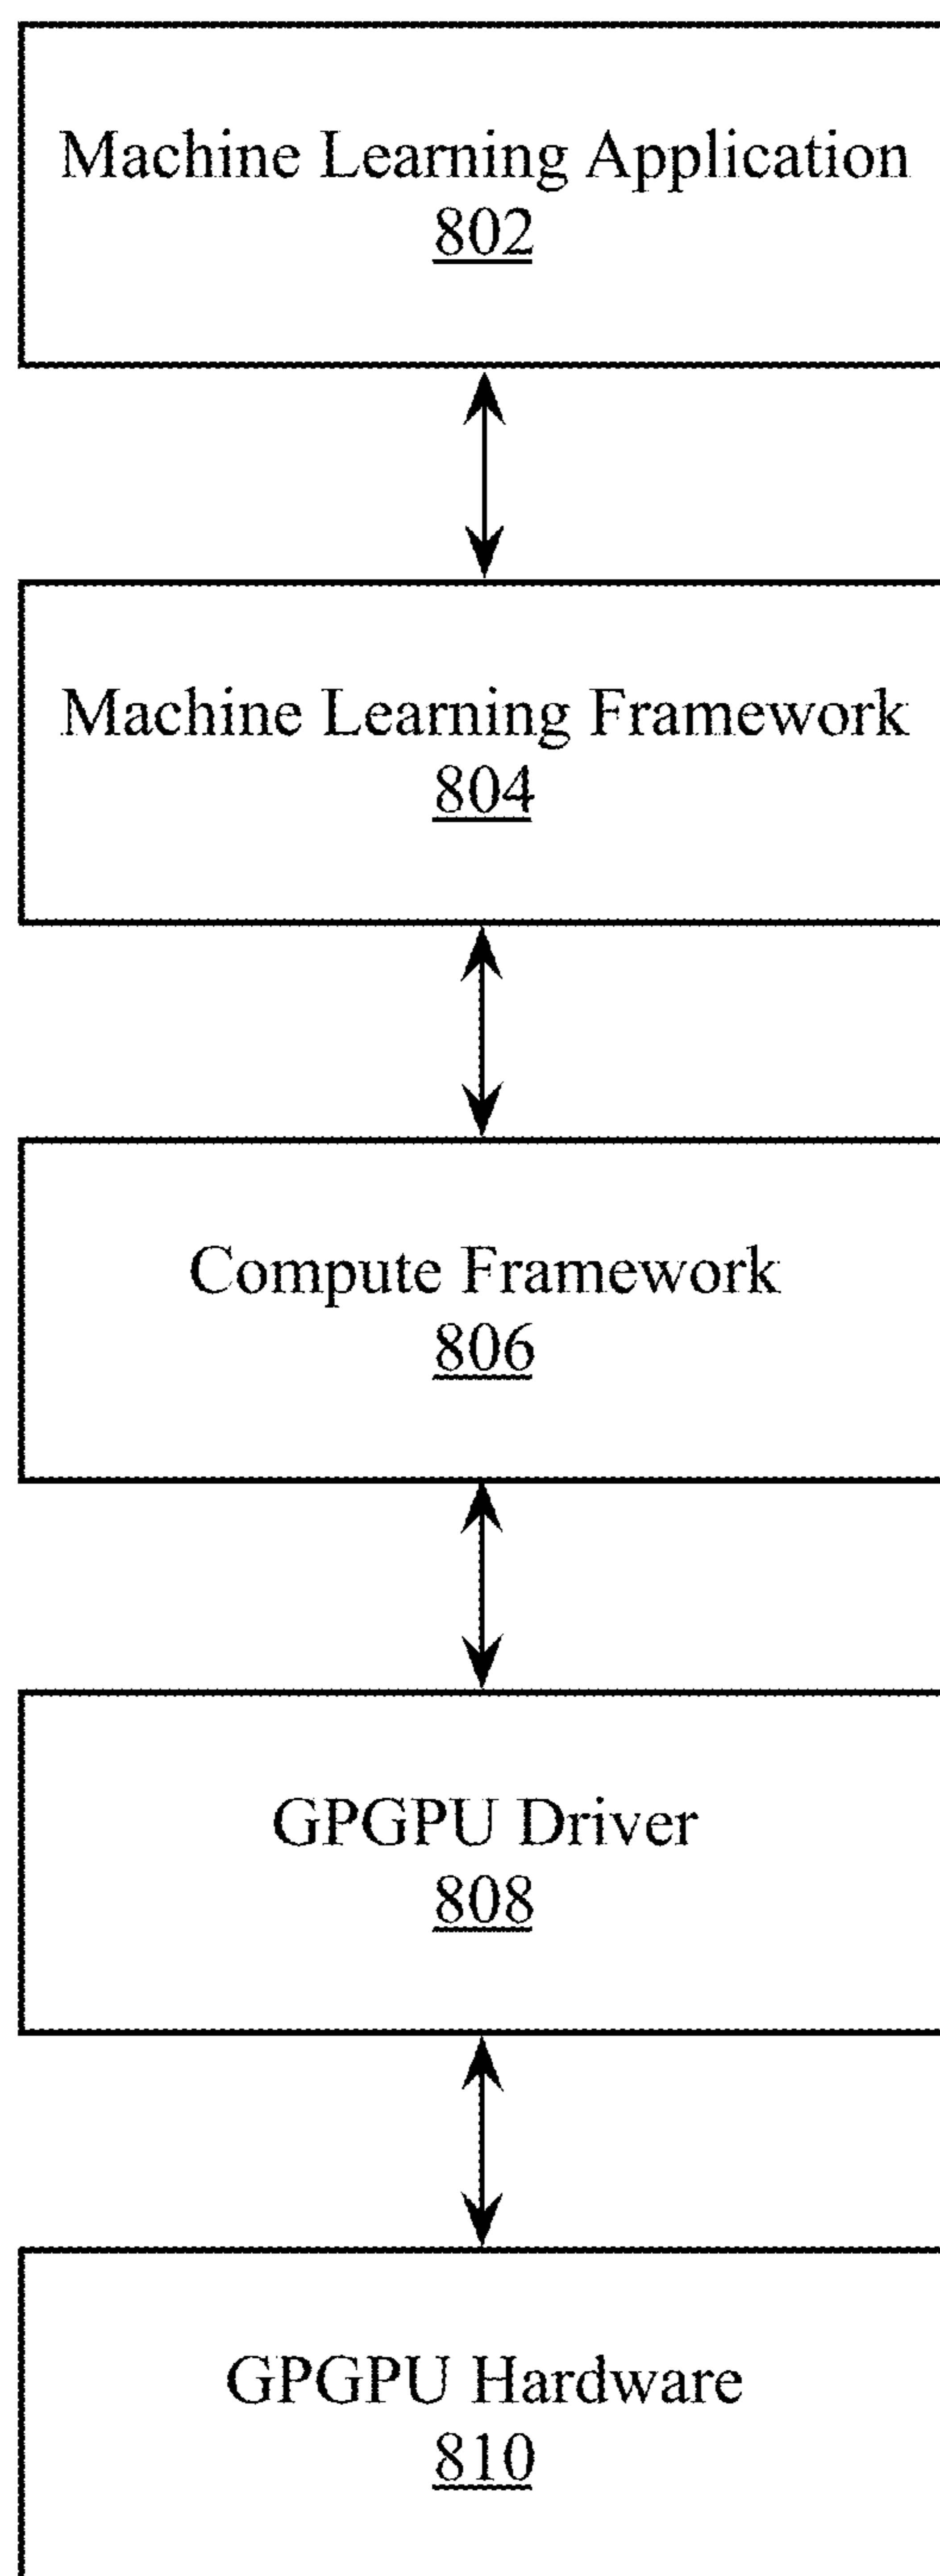 Machine Learning Application
802
Machine Learning Framework
804
Compute Framework
806
GPGPU Driver
808
GPGPU Hardware
810